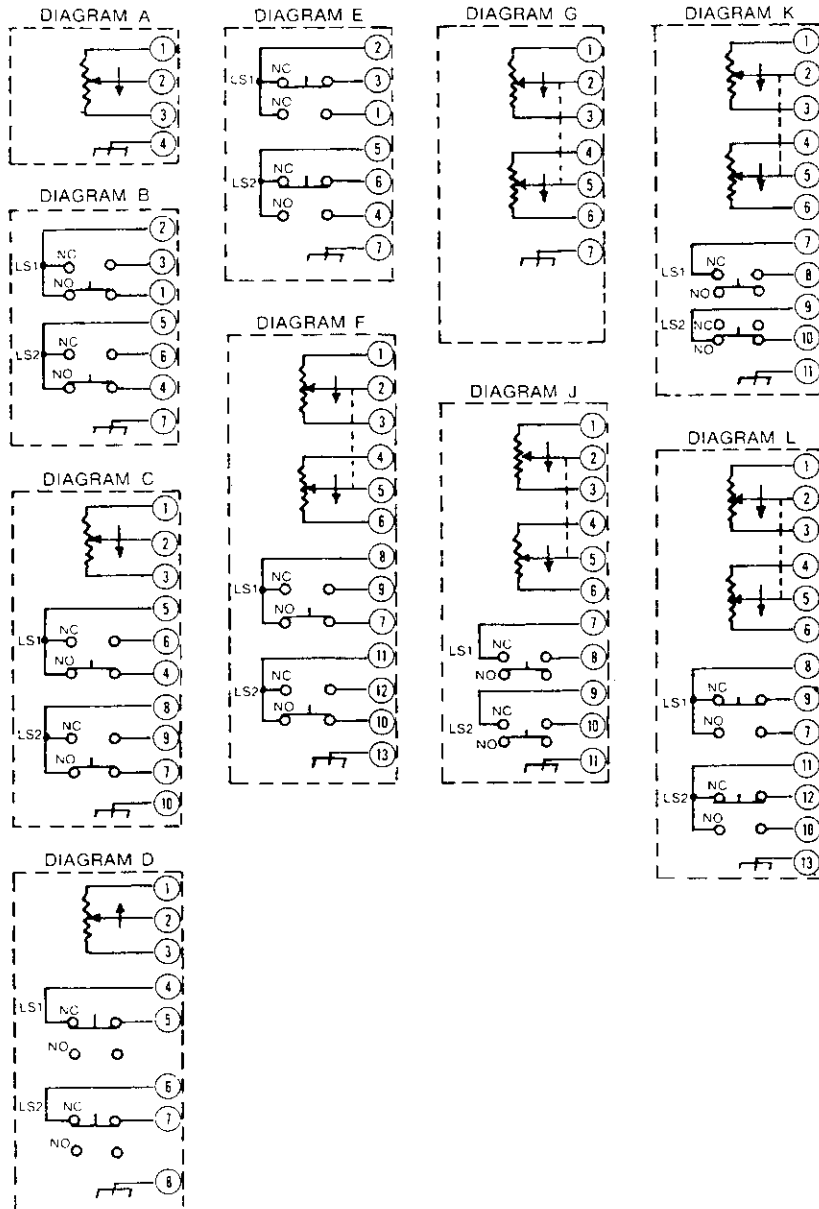 DIAGRAM A
1
2
3
4
DIAGRAM B
2
LS1 NC 3
NO 1
5
LS2 NC 6
NO 4
7
DIAGRAM C
1
2
3
5
LS1 NC 6
NO 4
8
LS2 NC 9
NO 7
10
DIAGRAM D
1
2
3
4
LS1 NC 5
NO
6
LS2 NC 7
NO
8
DIAGRAM E
2
LS1 NC 3
NC 1
5
LS2 NC 6
NO 4
7
DIAGRAM F
1
2
3
4
5
6
8
LS1 NC 9
NO 7
11
LS2 NC 12
NO 10
13
DIAGRAM G
1
2
3
4
5
6
7
DIAGRAM J
1
2
3
4
5
6
7
LS1 NC 8
NO
9
LS2 NC 10
NO
11
DIAGRAM K
1
2
3
4
5
6
7
LS1 NC 8
NO
9
LS2 NC
NO 10
11
DIAGRAM L
1
2
3
4
5
6
8
LS1 NC 9
NO 7
11
LS2 NC 12
NO 10
13